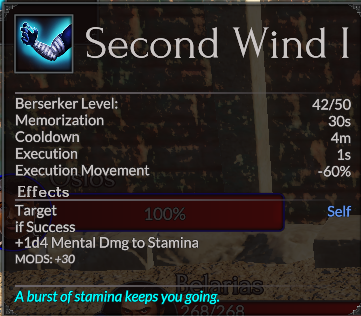 Second Wind I
Berserker Level: 42/50
Memorization 30s
Cooldown 4m
Execution 1s
Execution Movement -60%
Effects
Target Self
100%
if Success
+1d4 Mental Dmg to Stamina
MODS: +30
Belarias
A burst of stamina keeps you going.
268/268